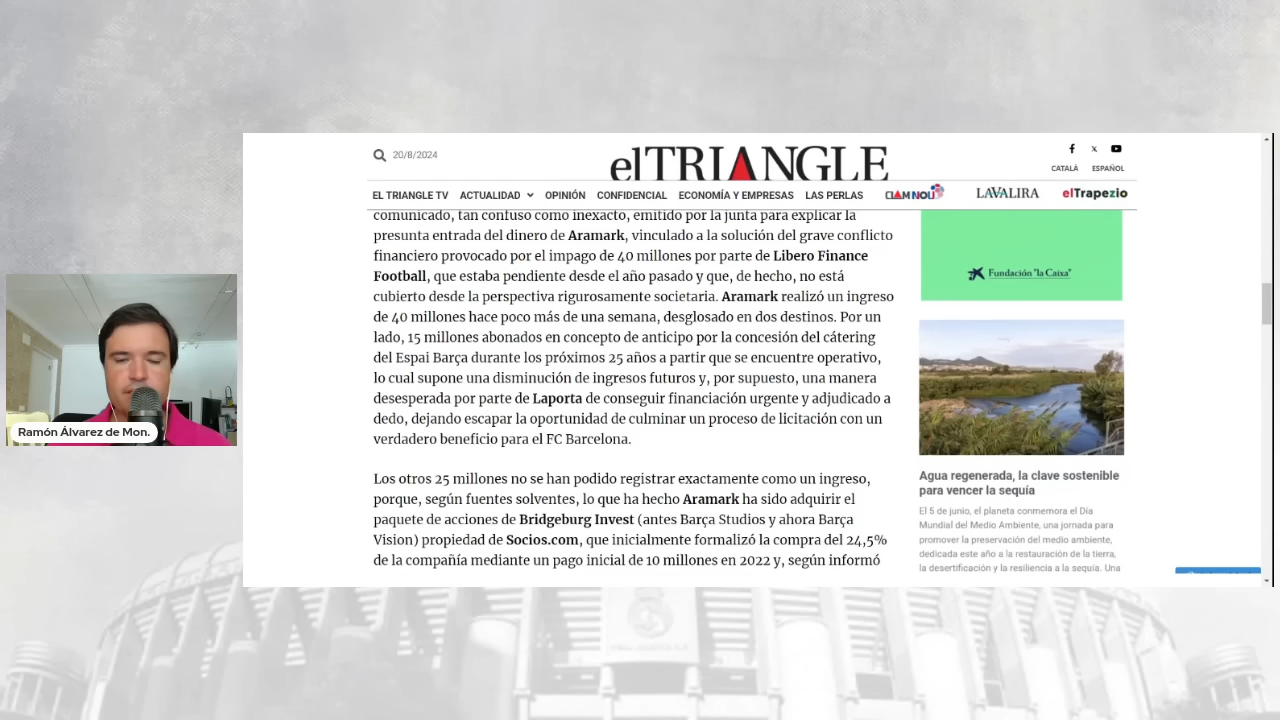 20/8/2024
elTRIANGLE
CATALÀ ESPAÑOL
EL TRIANGLE TV ACTUALIDAD OPINIÓN CONFIDENCIAL ECONOMÍA Y EMPRESAS LAS PERLAS CLAM NOU LAVALIRA elTrapezio
comunicado, tan confuso como inexacto, emitido por la junta para explicar la
presunta entrada del dinero de Aramark, vinculado a la solución del grave conflicto
financiero provocado por el impago de 40 millones por parte de Libero Finance
Football, que estaba pendiente desde el año pasado y que, de hecho, no está
cubierto desde la perspectiva rigurosamente societaria. Aramark realizó un ingreso
de 40 millones hace poco más de una semana, desglosado en dos destinos. Por un
lado, 15 millones abonados en concepto de anticipo por la concesión del cátering
del Espai Barça durante los próximos 25 años a partir que se encuentre operativo,
lo cual supone una disminución de ingresos futuros y, por supuesto, una manera
desesperada por parte de Laporta de conseguir financiación urgente y adjudicado a
dedo, dejando escapar la oportunidad de culminar un proceso de licitación con un
verdadero beneficio para el FC Barcelona.
Los otros 25 millones no se han podido registrar exactamente como un ingreso,
porque, según fuentes solventes, lo que ha hecho Aramark ha sido adquirir el
paquete de acciones de Bridgeburg Invest (antes Barça Studios y ahora Barça
Vision) propiedad de Socios.com, que inicialmente formalizó la compra del 24,5%
de la compañía mediante un pago inicial de 10 millones en 2022 y, según informó
Fundación "la Caixa"
Agua regenerada, la clave sostenible
para vencer la sequía
El 5 de junio, el planeta conmemora el Día
Mundial del Medio Ambiente, una jornada para
promover la preservación del medio ambiente,
dedicada este año a la restauración de la tierra,
la desertificación y la resiliencia a la sequía. Una
Ramón Álvarez de Mon.